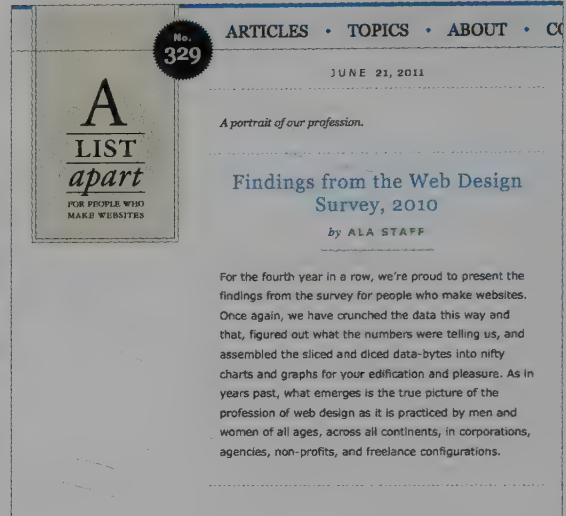 No.
329
ARTICLES • TOPICS • ABOUT •
JUNE 21, 2011
A LIST apart
FOR PEOPLE WHO
MAKE WEBSITES
A portrait of our profession.
Findings from the Web Design
Survey, 2010
by ALA STAFF
For the fourth year in a row, we're proud to present the
findings from the survey for people who make websites.
Once again, we have crunched the data this way and
that, figured out what the numbers were telling us, and
assembled the sliced and diced data-bytes into nifty
charts and graphs for your edification and pleasure. As in
years past, what emerges is the true picture of the
profession of web design as it is practiced by men and
women of all ages, across all continents, in corporations,
agencies, non-profits, and freelance configurations.